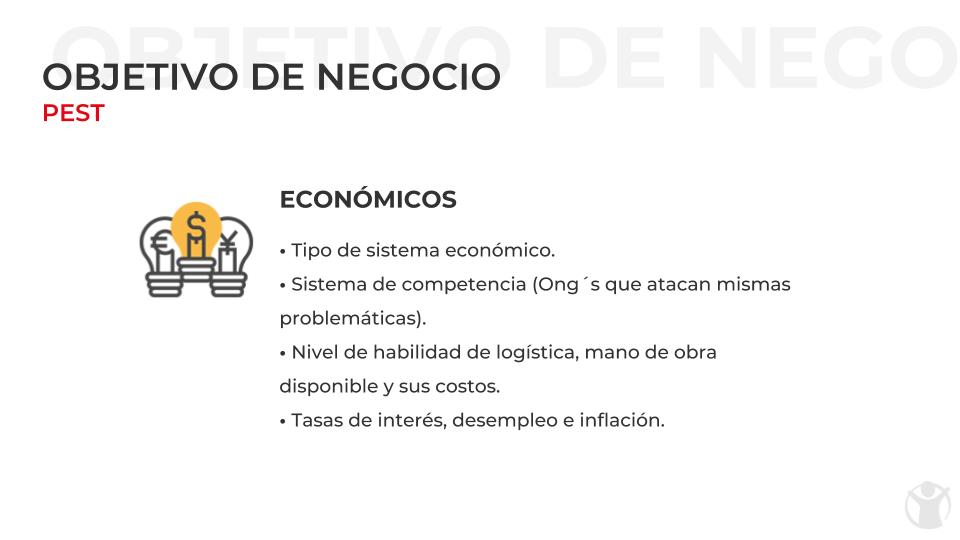 OBJETIVO DE NEGO
OBJETIVO DE NEGOCIO
PEST
ECONÓMICOS
• Tipo de sistema económico.
• Sistema de competencia (Ong´s que atacan mismas
problemáticas).
• Nivel de habilidad de logística, mano de obra
disponible y sus costos.
• Tasas de interés, desempleo e inflación.
€ $ ¥